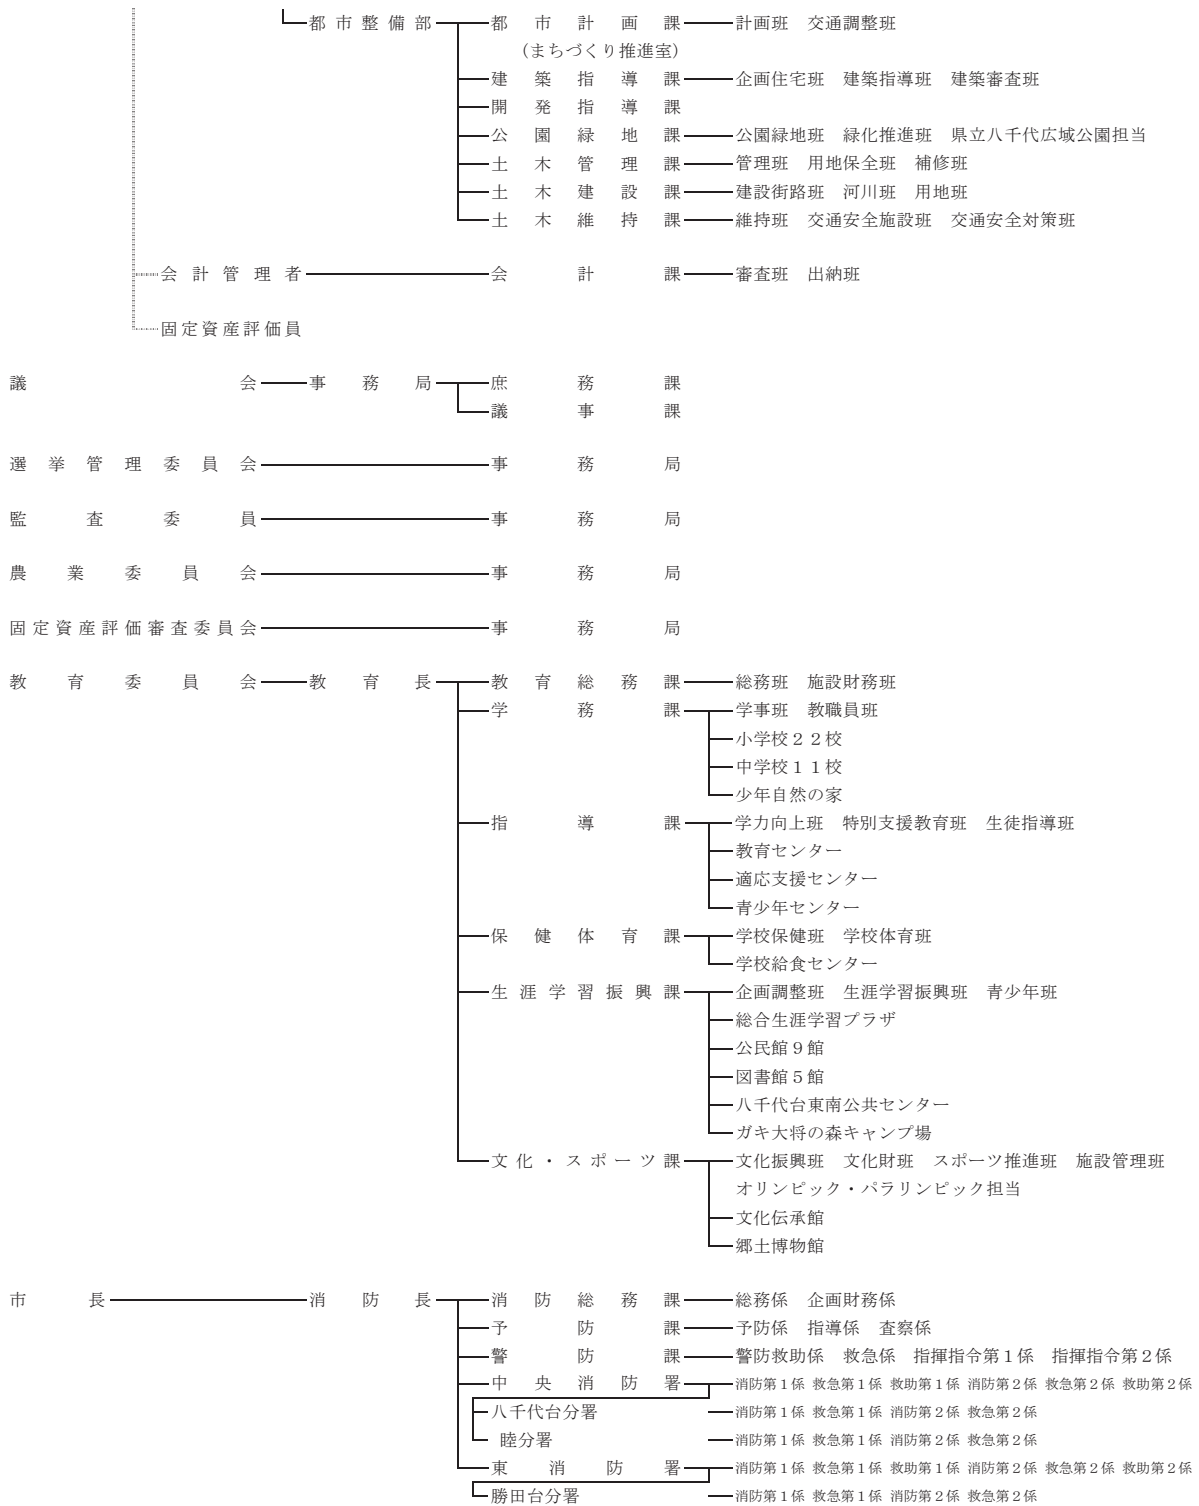 都市整備部 都市計画課 計画班 交通調整班
(まちづくり推進室)
建築指導課 企画住宅班 建築指導班 建築審査班
開発指導課
公園緑地課 公園緑地班 緑化推進班 県立八千代広域公園担当
土木管理課 管理班 用地保全班 補修班
土木建設課 建設街路班 河川班 用地班
土木維持課 維持班 交通安全施設班 交通安全対策班
会計管理者 会計課 審査班 出納班
固定資産評価員
議会 事務局 庶務課
議事課
選挙管理委員会 事務局
監査委員 事務局
農業委員会 事務局
固定資産評価審査委員会 事務局
教育委員会 教育長 教育総務課 総務班 施設財務班
学務課 学事班 教職員班
小学校22校
中学校11校
少年自然の家
指導課 学力向上班 特別支援教育班 生徒指導班
教育センター
適応支援センター
青少年センター
保健体育課 学校保健班 学校体育班
学校給食センター
生涯学習振興課 企画調整班 生涯学習振興班 青少年班
総合生涯学習プラザ
公民館9館
図書館5館
八千代台東南公共センター
ガキ大将の森キャンプ場
文化・スポーツ課 文化振興班 文化財班 スポーツ推進班 施設管理班
オリンピック・パラリンピック担当
文化伝承館
郷土博物館
市長 消防長 消防総務課 総務係 企画財務係
予防課 予防係 指導係 査察係
警防課 警防救助係 救急係 指揮指令第1係 指揮指令第2係
中央消防署 消防第1係 救急第1係 救助第1係 消防第2係 救急第2係 救助第2係
八千代台分署 消防第1係 救急第1係 消防第2係 救急第2係
睦分署 消防第1係 救急第1係 消防第2係 救急第2係
東消防署 消防第1係 救急第1係 救助第1係 消防第2係 救急第2係 救助第2係
勝田台分署 消防第1係 救急第1係 消防第2係 救急第2係